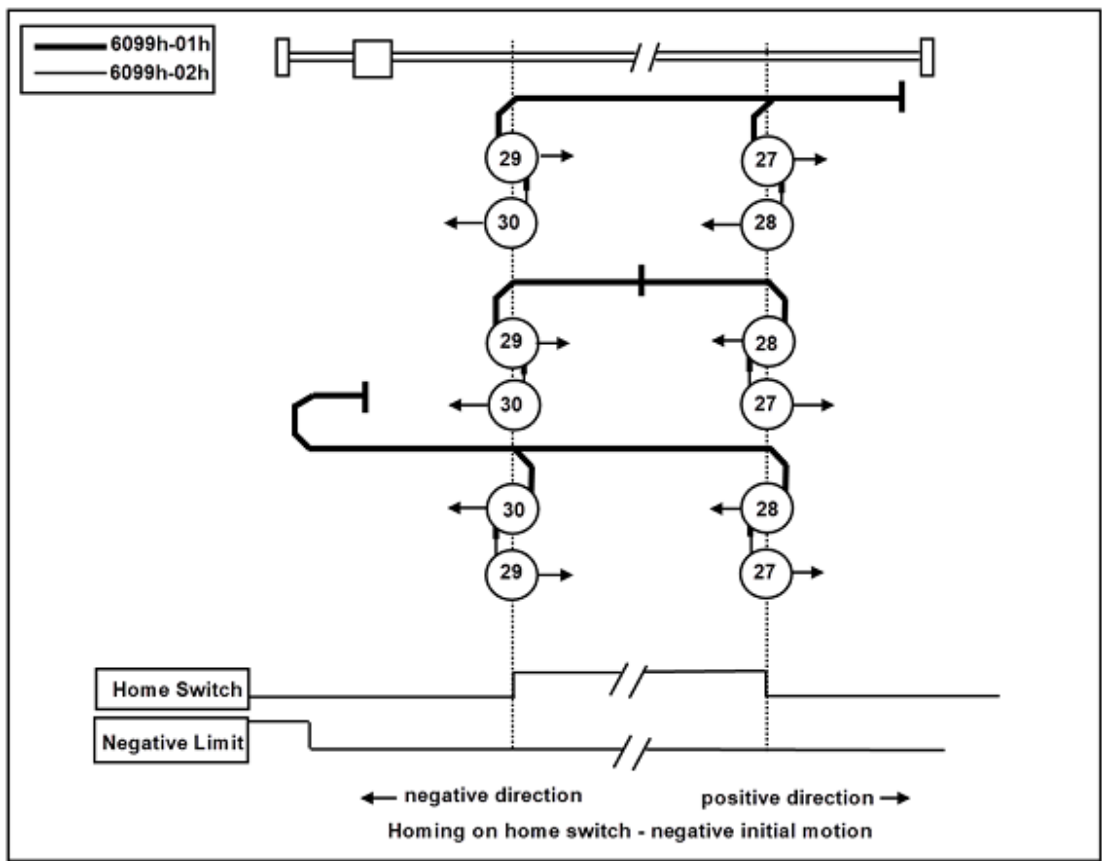 6099h-01h
6099h-02h
29 27
30 28
29 28
30 27
30 28
29 27
Home Switch
Negative Limit
negative direction positive direction
Homing on home switch - negative initial motion